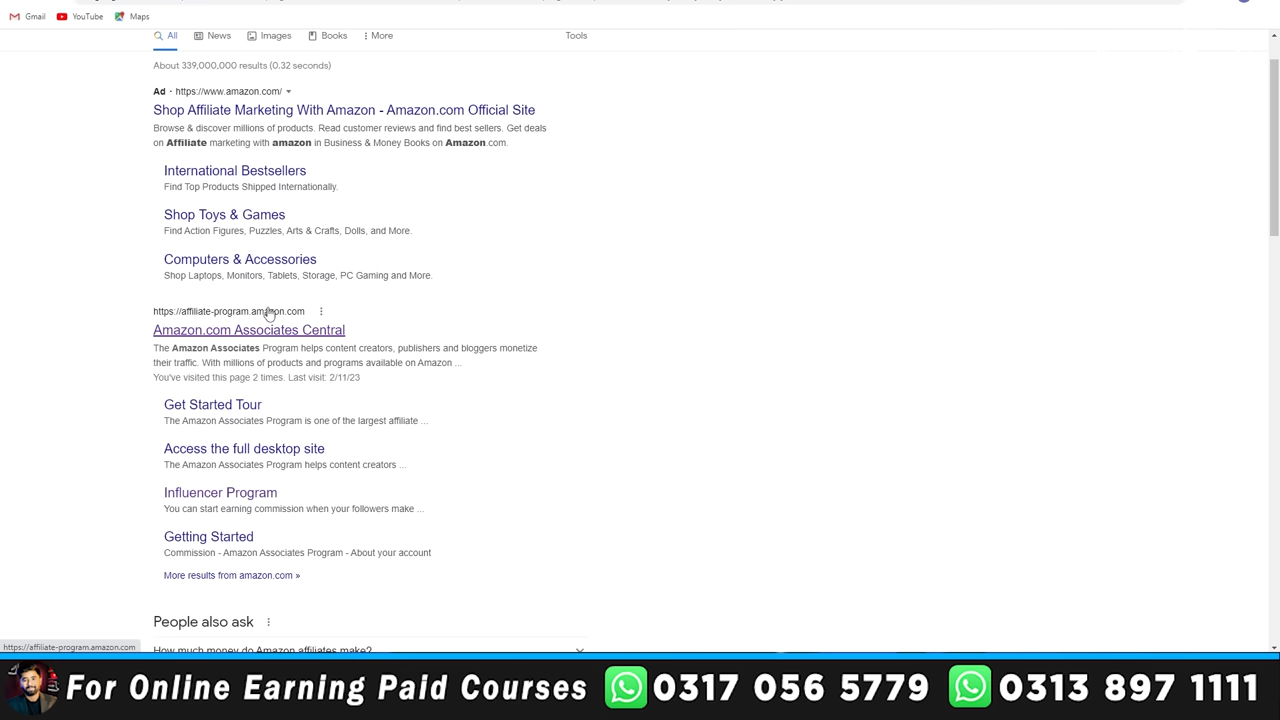 Gmail
YouTube
Maps
All
News
Images
Books
More
Tools
About 339,000,000 results (0.32 seconds)
Ad · https://www.amazon.com/
Shop Affiliate Marketing With Amazon - Amazon.com Official Site
Browse & discover millions of products. Read customer reviews and find best sellers. Get deals
on Affiliate marketing with amazon in Business & Money Books on Amazon.com.
International Bestsellers
Find Top Products Shipped Internationally.
Shop Toys & Games
Find Action Figures, Puzzles, Arts & Crafts, Dolls, and More.
Computers & Accessories
Shop Laptops, Monitors, Tablets, Storage, PC Gaming and More.
https://affiliate-program.amazon.com
Amazon.com Associates Central
The Amazon Associates Program helps content creators, publishers and bloggers monetize
their traffic. With millions of products and programs available on Amazon ...
You've visited this page 2 times. Last visit: 2/11/23
Get Started Tour
The Amazon Associates Program is one of the largest affiliate ...
Access the full desktop site
The Amazon Associates Program helps content creators ...
Influencer Program
You can start earning commission when your followers make ...
Getting Started
Commission - Amazon Associates Program - About your account
More results from amazon.com »
People also ask
How much money do Amazon affiliates make?
https://affiliate-program.amazon.com
For Online Earning Paid Courses 0317 056 5779 0313 897 1111